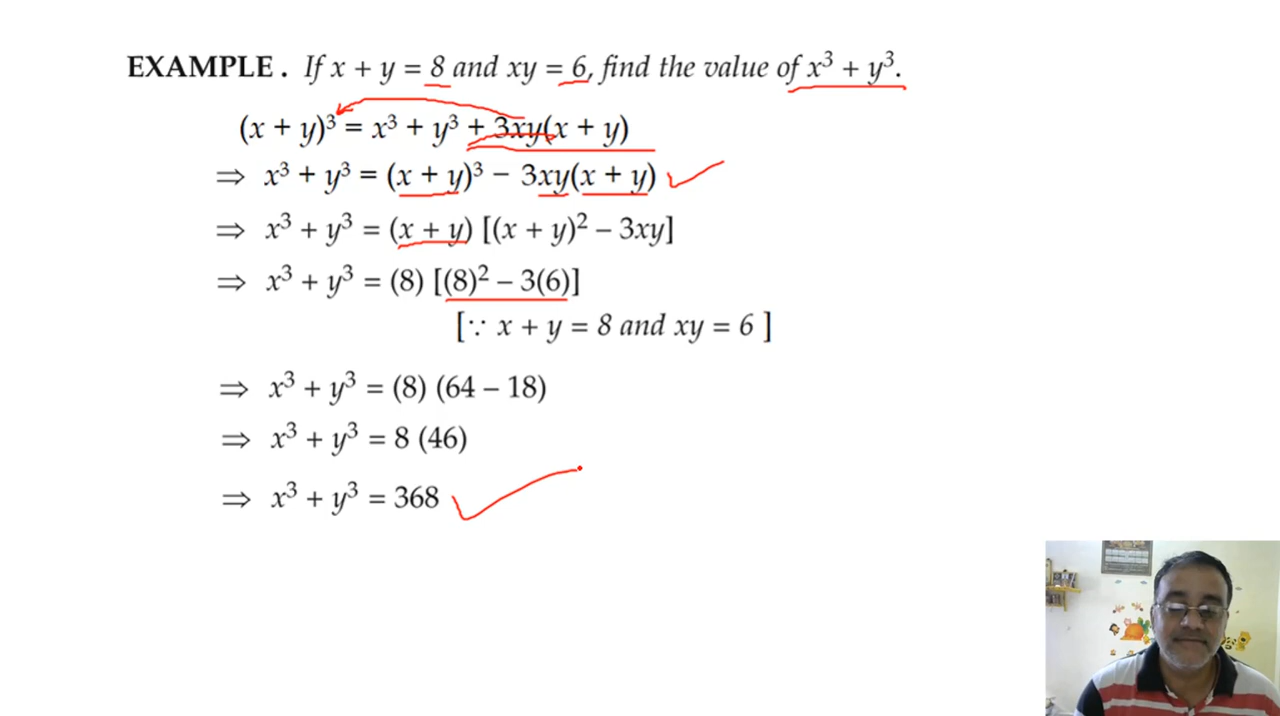 EXAMPLE. If x + y = 8 and xy = 6, find the value of x³ + y³.
(x + y)³ = x³ + y³ + 3xy(x + y)
⇒ x³ + y³ = (x + y)³ − 3xy(x + y)
⇒ x³ + y³ = (x + y) [(x + y)² − 3xy]
⇒ x³ + y³ = (8) [(8)² − 3(6)]
[∵ x + y = 8 and xy = 6 ]
⇒ x³ + y³ = (8) (64 − 18)
⇒ x³ + y³ = 8 (46)
⇒ x³ + y³ = 368